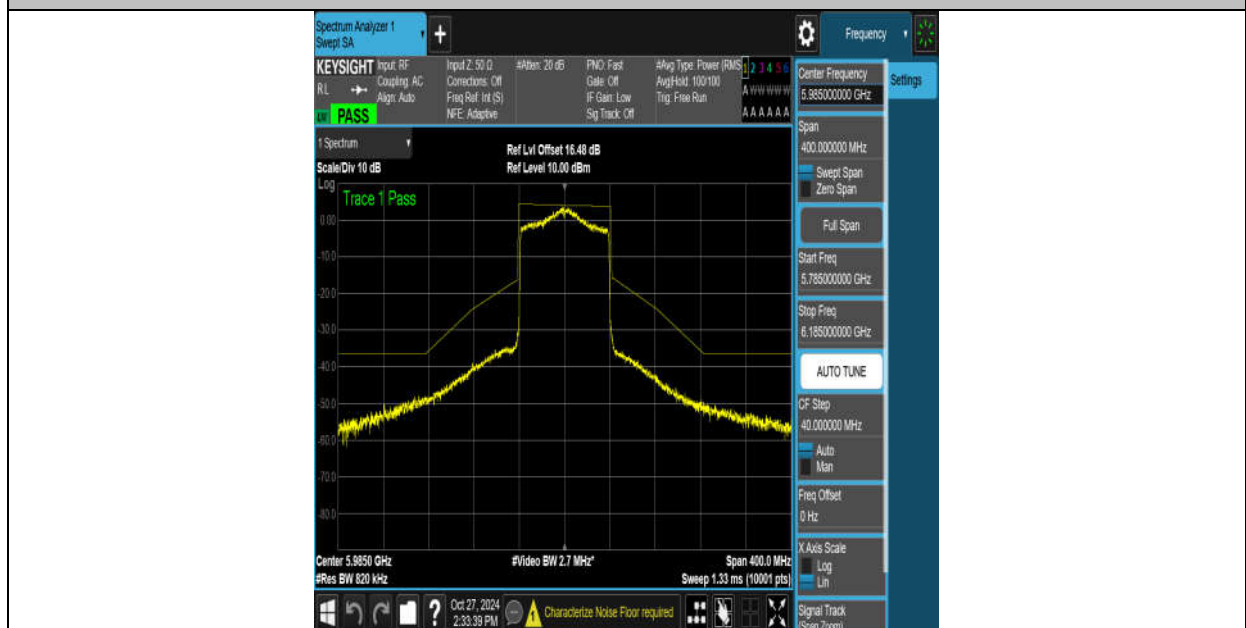 Spectrum Analyzer 1
Swept SA
Frequency
KEYSIGHT
RL
PASS
Input: RF
Coupling: AC
Align: Auto
Input Z: 50 Ω
Corrections: Off
Freq Ref: Int (S)
NFE: Adaptive
#Atten: 20 dB
PNO: Fast
Gate: Off
IF Gain: Low
Sig Track: Off
#Avg Type: Power (RMS
Avg|Hold: 100/100
Trig: Free Run
1 2 3 4 5 6
A W W W W W
A A A A A A
1 Spectrum
Scale/Div 10 dB
Ref Lvl Offset 16.48 dB
Ref Level 10.00 dBm
Log
Trace 1 Pass
0.00
-10.0
-20.0
-30.0
-40.0
-50.0
-60.0
-70.0
-80.0
Center 5.9850 GHz
#Res BW 820 kHz
#Video BW 2.7 MHz*
Span 400.0 MHz
Sweep 1.33 ms (10001 pts)
Center Frequency
5.985000000 GHz
Settings
Span
400.000000 MHz
Swept Span
Zero Span
Full Span
Start Freq
5.785000000 GHz
Stop Freq
6.185000000 GHz
AUTO TUNE
CF Step
40.000000 MHz
Auto
Man
Freq Offset
0 Hz
X Axis Scale
Log
Lin
Signal Track
(Span Zoom)
?
Oct 27, 2024
2:33:39 PM
Characterize Noise Floor required